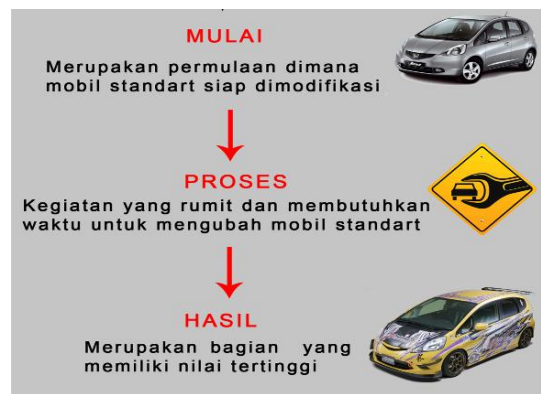 MULAI
Merupakan permulaan dimana
mobil standart siap dimodifikasi
PROSES
Kegiatan yang rumit dan membutuhkan
waktu untuk mengubah mobil standart
HASIL
Merupakan bagian yang
memiliki nilai tertinggi